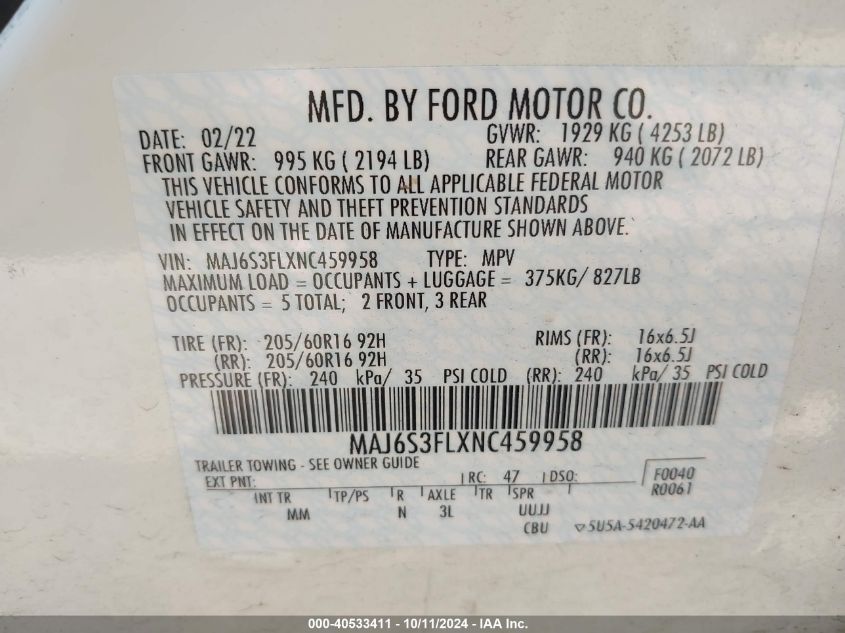 MFD. BY FORD MOTOR CO.
DATE: 02/22 GVWR: 1929 KG ( 4253 LB)
FRONT GAWR: 995 KG ( 2194 LB) REAR GAWR: 940 KG ( 2072 LB)
THIS VEHICLE CONFORMS TO ALL APPLICABLE FEDERAL MOTOR
VEHICLE SAFETY AND THEFT PREVENTION STANDARDS
IN EFFECT ON THE DATE OF MANUFACTURE SHOWN ABOVE.
VIN: MAJ6S3FLXNC459958 TYPE: MPV
MAXIMUM LOAD = OCCUPANTS + LUGGAGE = 375KG/ 827LB
OCCUPANTS = 5 TOTAL; 2 FRONT, 3 REAR
TIRE (FR): 205/60R16 92H RIMS (FR): 16x6.5J
(RR): 205/60R16 92H (RR): 16x6.5J
PRESSURE (FR): 240 kPa/ 35 PSI COLD (RR): 240 kPa/ 35 PSI COLD
MAJ6S3FLXNC459958
TRAILER TOWING - SEE OWNER GUIDE
EXT PNT: RC: 47 DSO: F0040
R0061
INT TR TP/PS R AXLE TR SPR
MM N 3L UUJJ
CBU 5U5A-5420472-AA
000-40533411 - 10/11/2024 - IAA Inc.